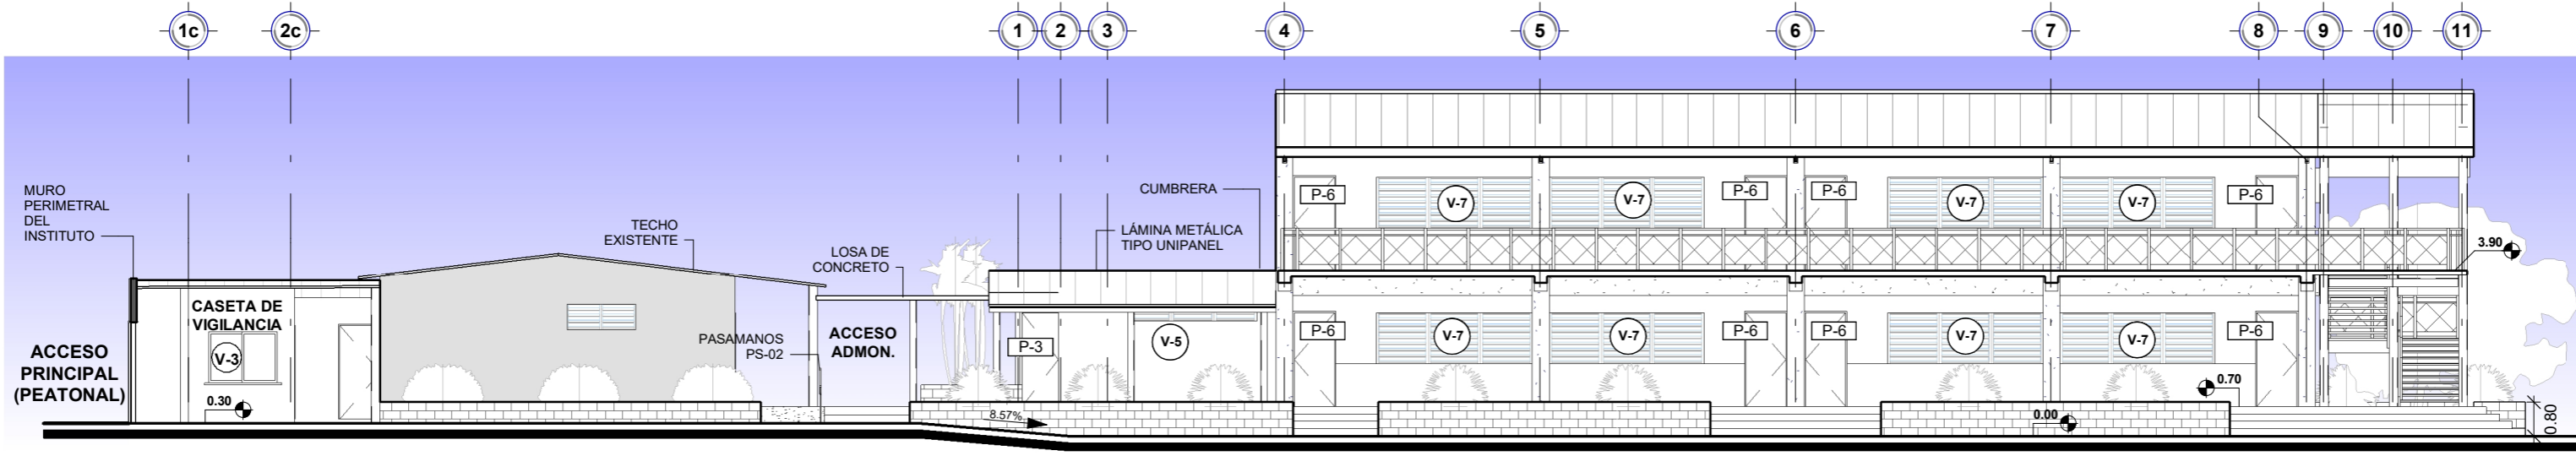 1c 2c 1 2 3 4 5 6 7 8 9 10 11
MURO
PERIMETRAL
DEL
INSTITUTO
TECHO
EXISTENTE
LOSA DE
CONCRETO
CUMBRERA
LÁMINA METÁLICA
TIPO UNIPANEL
P-6 V-7 V-7 P-6 P-6 V-7 V-7 P-6
3.90
CASETA DE
VIGILANCIA
V-3
ACCESO
PRINCIPAL
(PEATONAL)
0.30
PASAMANOS
PS-02
ACCESO
ADMON.
P-3
V-5
P-6 V-7 V-7 P-6 P-6 V-7 V-7 P-6
0.70
8.57%
0.00
0.80